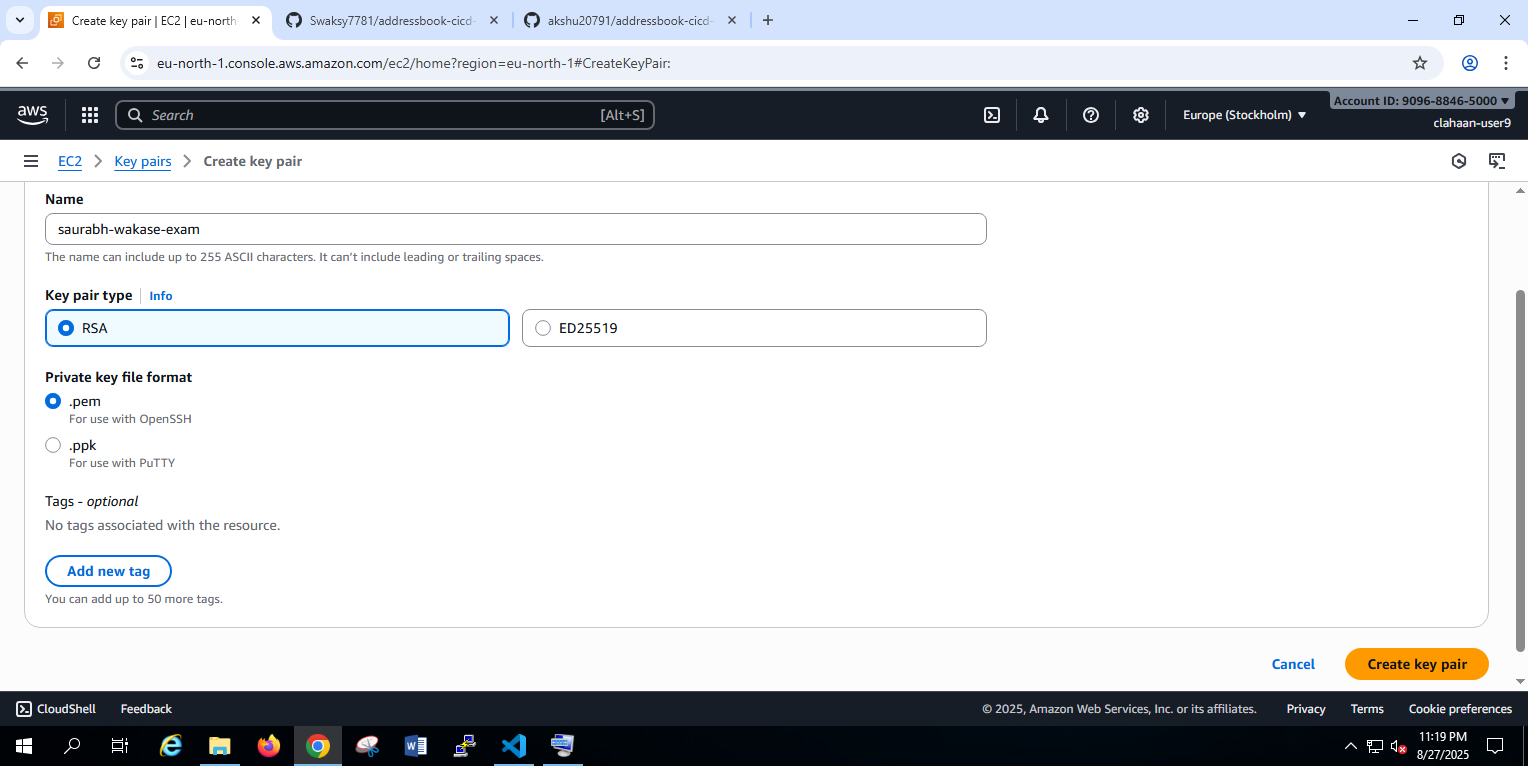 Create key pair | EC2 | eu-north-
Swaksy7781/addressbook-cicd-
akshu20791/addressbook-cicd-
eu-north-1.console.aws.amazon.com/ec2/home?region=eu-north-1#CreateKeyPair:
aws
Search
[Alt+S]
Europe (Stockholm)
Account ID: 9096-8846-5000
clahaan-user9
EC2
Key pairs
Create key pair
Name
saurabh-wakase-exam
The name can include up to 255 ASCII characters. It can't include leading or trailing spaces.
Key pair type
Info
RSA
ED25519
Private key file format
.pem
For use with OpenSSH
.ppk
For use with PuTTY
Tags - optional
No tags associated with the resource.
Add new tag
You can add up to 50 more tags.
Cancel
Create key pair
CloudShell
Feedback
© 2025, Amazon Web Services, Inc. or its affiliates.
Privacy
Terms
Cookie preferences
11:19 PM
8/27/2025